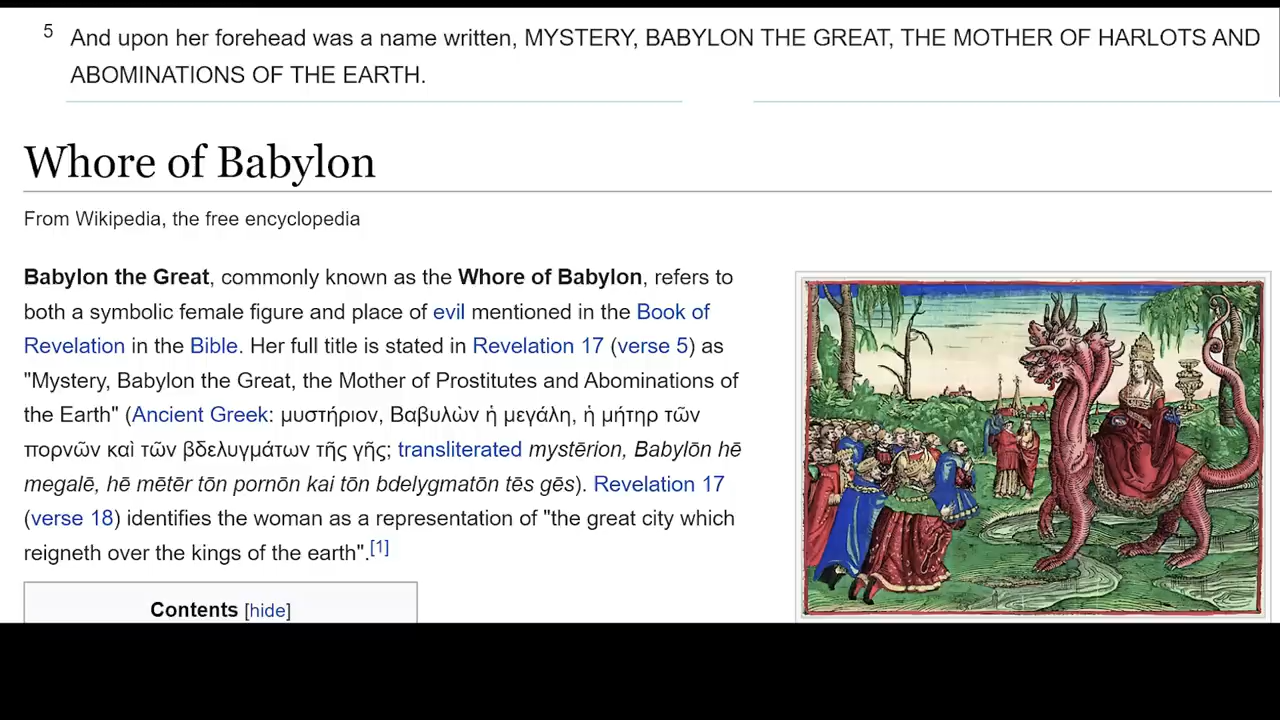 5 And upon her forehead was a name written, MYSTERY, BABYLON THE GREAT, THE MOTHER OF HARLOTS AND
ABOMINATIONS OF THE EARTH.
Whore of Babylon
From Wikipedia, the free encyclopedia
Babylon the Great, commonly known as the Whore of Babylon, refers to
both a symbolic female figure and place of evil mentioned in the Book of
Revelation in the Bible. Her full title is stated in Revelation 17 (verse 5) as
"Mystery, Babylon the Great, the Mother of Prostitutes and Abominations of
the Earth" (Ancient Greek: μυστήριον, Βαβυλὼν ἡ μεγάλη, ἡ μήτηρ τῶν
πορνῶν καὶ τῶν βδελυγμάτων τῆς γῆς; transliterated mystērion, Babylōn hē
megalē, hē mētēr tōn pornōn kai tōn bdelygmatōn tēs gēs). Revelation 17
(verse 18) identifies the woman as a representation of "the great city which
reigneth over the kings of the earth".[1]
Contents [hide]